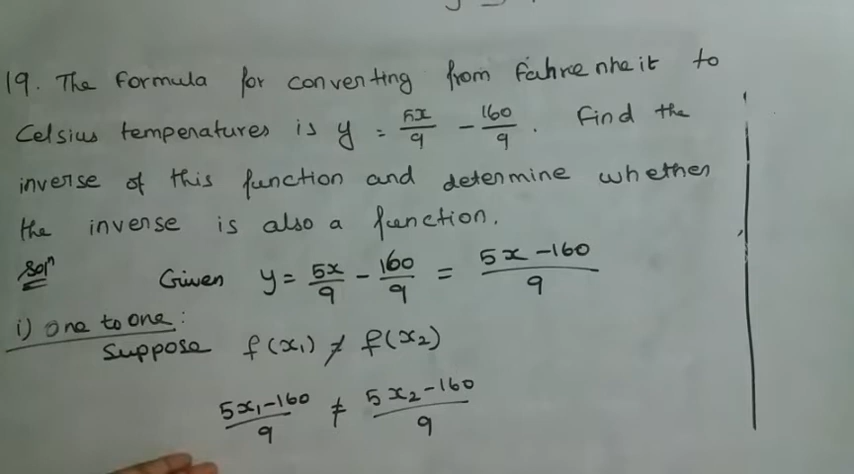 19. The formula for converting from Fahrenheit to
Celsius temperatures is y = 5x/9 - 160/9. Find the
inverse of this function and determine whether
the inverse is also a function.
Solⁿ Given y = 5x/9 - 160/9 = 5x-160/9
i) one to one:
Suppose f(x₁) ≠ f(x₂)
5x₁-160/9 ≠ 5x₂-160/9